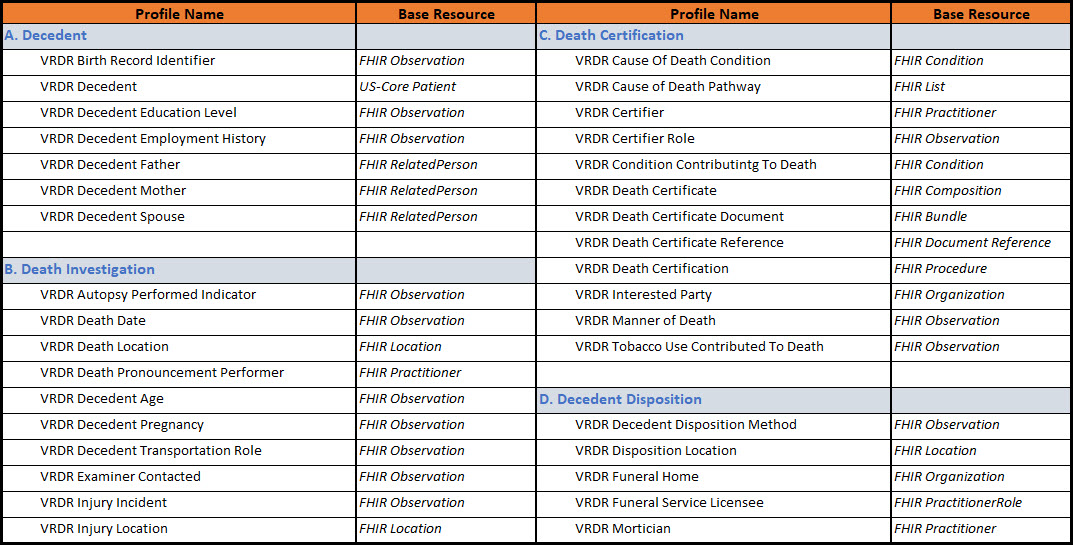 Profile Name Base Resource Profile Name Base Resource
A. Decedent C. Death Certification
VRDR Birth Record Identifier FHIR Observation VRDR Cause Of Death Condition FHIR Condition
VRDR Decedent US-Core Patient VRDR Cause of Death Pathway FHIR List
VRDR Decedent Education Level FHIR Observation VRDR Certifier FHIR Practitioner
VRDR Decedent Employment History FHIR Observation VRDR Certifier Role FHIR Observation
VRDR Decedent Father FHIR RelatedPerson VRDR Condition Contributintg To Death FHIR Condition
VRDR Decedent Mother FHIR RelatedPerson VRDR Death Certificate FHIR Composition
VRDR Decedent Spouse FHIR RelatedPerson VRDR Death Certificate Document FHIR Bundle
VRDR Death Certificate Reference FHIR Document Reference
B. Death Investigation VRDR Death Certification FHIR Procedure
VRDR Autopsy Performed Indicator FHIR Observation VRDR Interested Party FHIR Organization
VRDR Death Date FHIR Observation VRDR Manner of Death FHIR Observation
VRDR Death Location FHIR Location VRDR Tobacco Use Contributed To Death FHIR Observation
VRDR Death Pronouncement Performer FHIR Practitioner
VRDR Decedent Age FHIR Observation D. Decedent Disposition
VRDR Decedent Pregnancy FHIR Observation VRDR Decedent Disposition Method FHIR Observation
VRDR Decedent Transportation Role FHIR Observation VRDR Disposition Location FHIR Location
VRDR Examiner Contacted FHIR Observation VRDR Funeral Home FHIR Organization
VRDR Injury Incident FHIR Observation VRDR Funeral Service Licensee FHIR PractitionerRole
VRDR Injury Location FHIR Location VRDR Mortician FHIR Practitioner